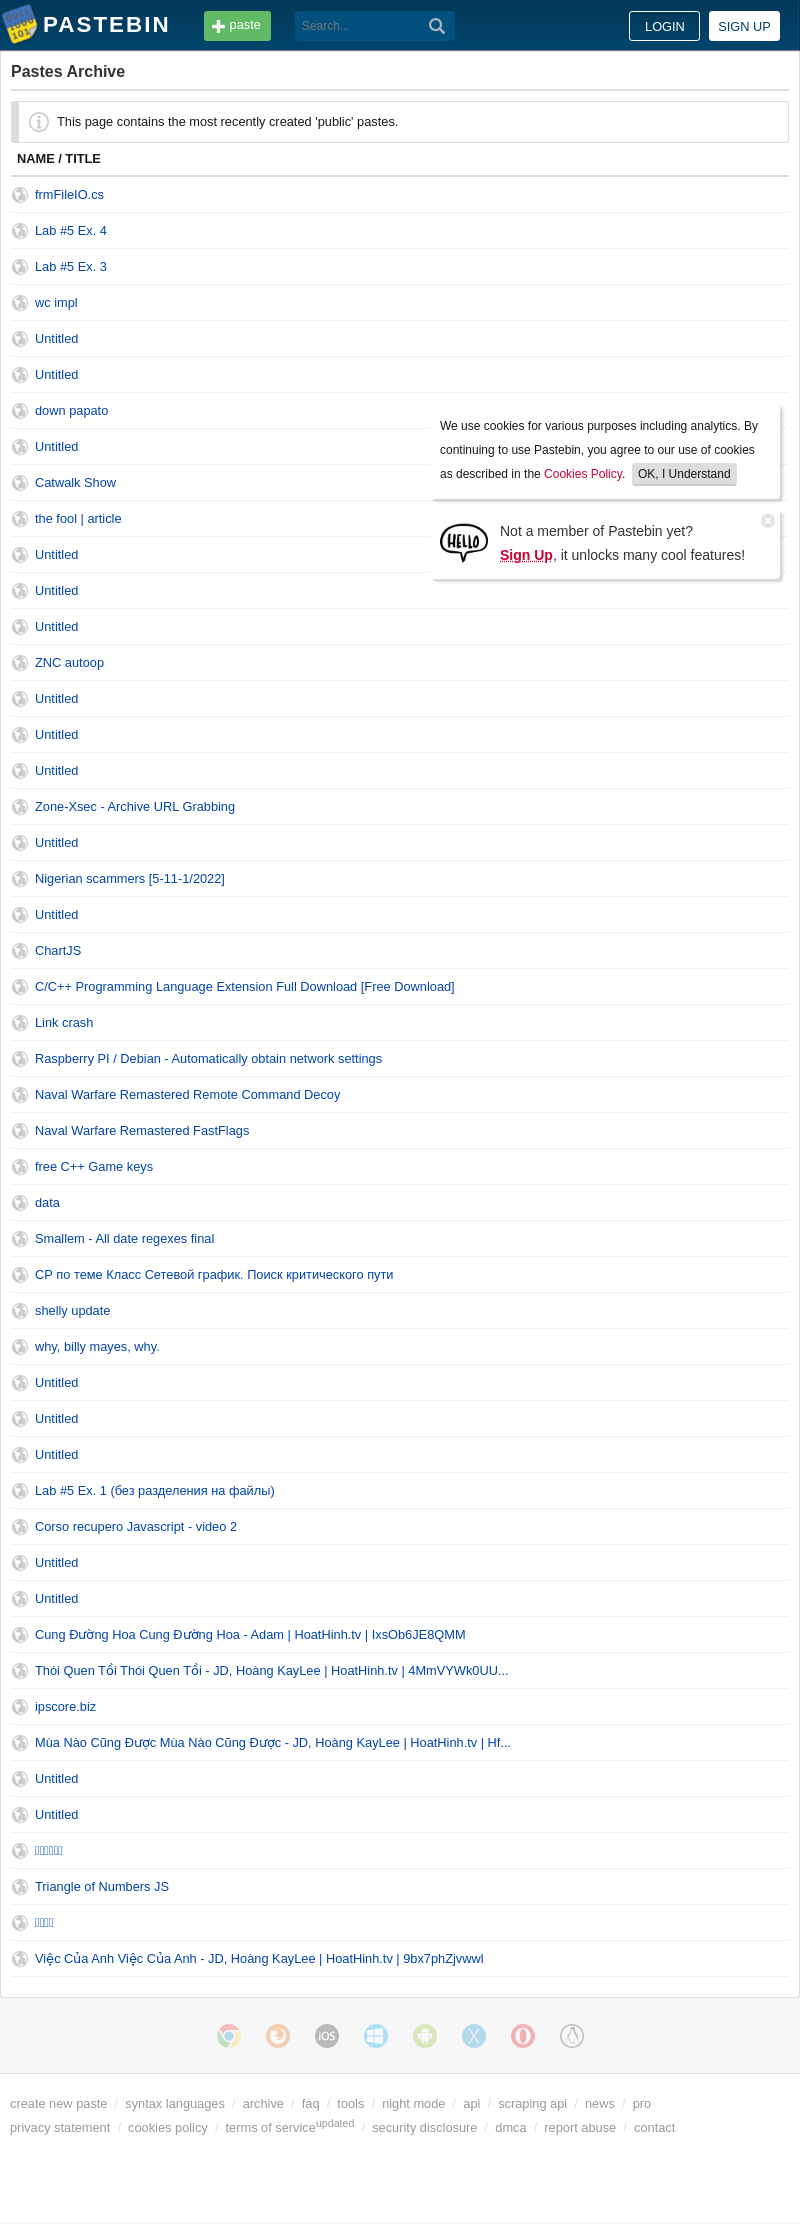 PASTEBIN
paste
Search...
LOGIN
SIGN UP
Pastes Archive
This page contains the most recently created 'public' pastes.
NAME / TITLE
frmFileIO.cs
Lab #5 Ex. 4
Lab #5 Ex. 3
wc impl
Untitled
Untitled
down papato
Untitled
Catwalk Show
the fool | article
Untitled
We use cookies for various purposes including analytics. By
continuing to use Pastebin, you agree to our use of cookies
as described in the Cookies Policy. OK, I Understand
HELLO
Not a member of Pastebin yet?
Sign Up, it unlocks many cool features!
Untitled
Untitled
ZNC autoop
Untitled
Untitled
Untitled
Zone-Xsec - Archive URL Grabbing
Untitled
Nigerian scammers [5-11-1/2022]
Untitled
ChartJS
C/C++ Programming Language Extension Full Download [Free Download]
Link crash
Raspberry PI / Debian - Automatically obtain network settings
Naval Warfare Remastered Remote Command Decoy
Naval Warfare Remastered FastFlags
free C++ Game keys
data
Smallem - All date regexes final
СР по теме Класс Сетевой график. Поиск критического пути
shelly update
why, billy mayes, why.
Untitled
Untitled
Untitled
Lab #5 Ex. 1 (без разделения на файлы)
Corso recupero Javascript - video 2
Untitled
Untitled
Cung Đường Hoa Cung Đường Hoa - Adam | HoatHinh.tv | IxsOb6JE8QMM
Thói Quen Tồi Thói Quen Tồi - JD, Hoàng KayLee | HoatHinh.tv | 4MmVYWk0UU...
ipscore.biz
Mùa Nào Cũng Được Mùa Nào Cũng Được - JD, Hoàng KayLee | HoatHinh.tv | Hf...
Untitled
Untitled
Triangle of Numbers JS
Việc Của Anh Việc Của Anh - JD, Hoàng KayLee | HoatHinh.tv | 9bx7phZjvwwl
iOS
create new paste / syntax languages / archive / faq / tools / night mode / api / scraping api / news / pro
privacy statement / cookies policy / terms of service updated / security disclosure / dmca / report abuse / contact